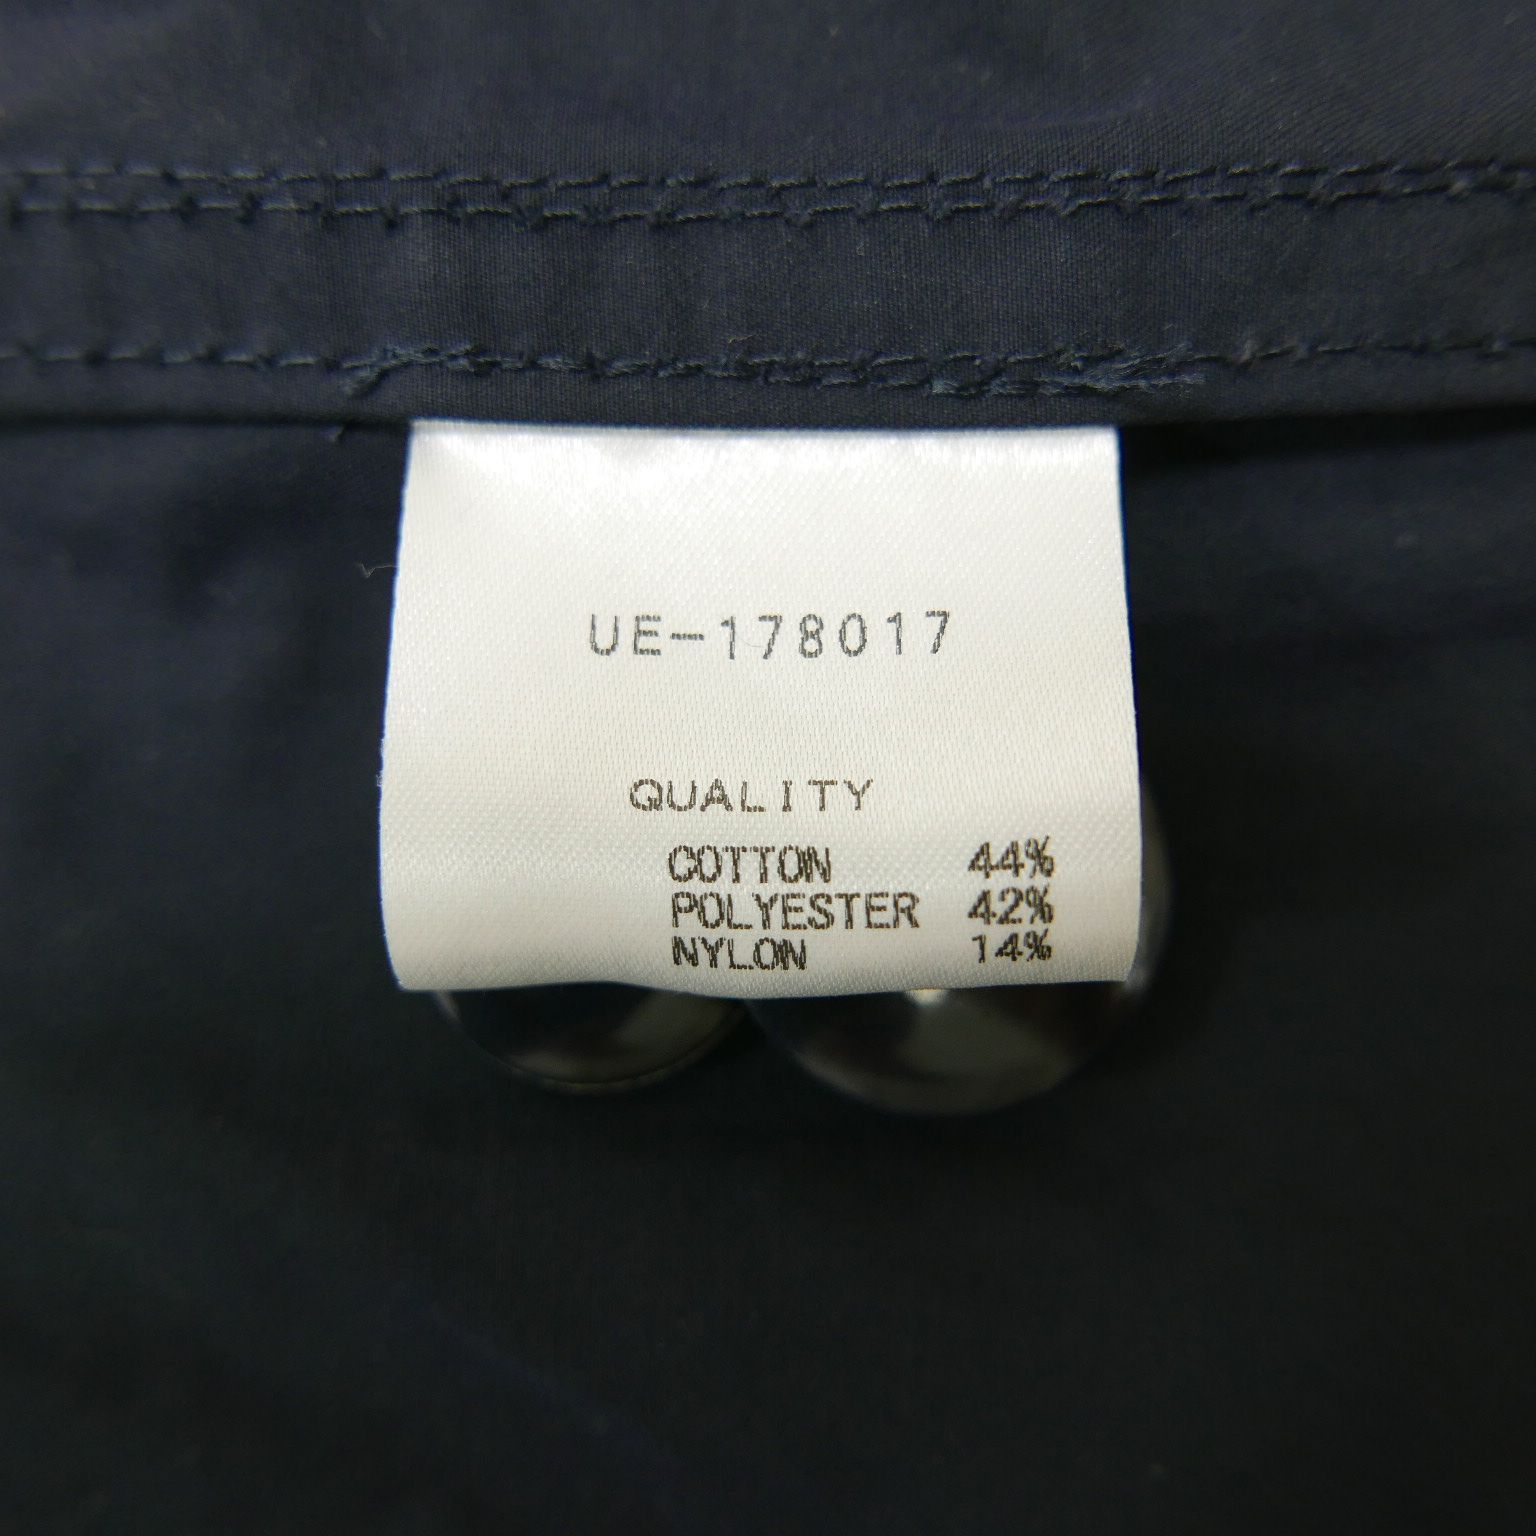 UE-178017
QUALITY
COTTON 44%
POLYESTER 42%
NYLON 14%